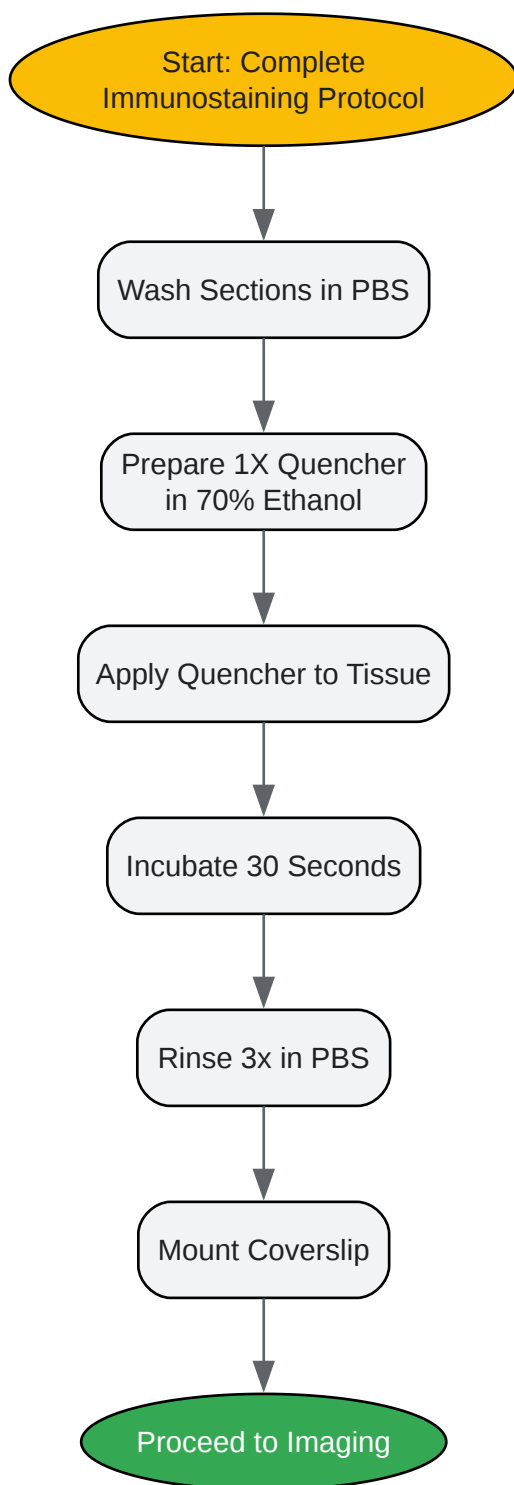 Start: Complete
Immunostaining Protocol
Wash Sections in PBS
Prepare 1X Quencher
in 70% Ethanol
Apply Quencher to Tissue
Incubate 30 Seconds
Rinse 3x in PBS
Mount Coverslip
Proceed to Imaging